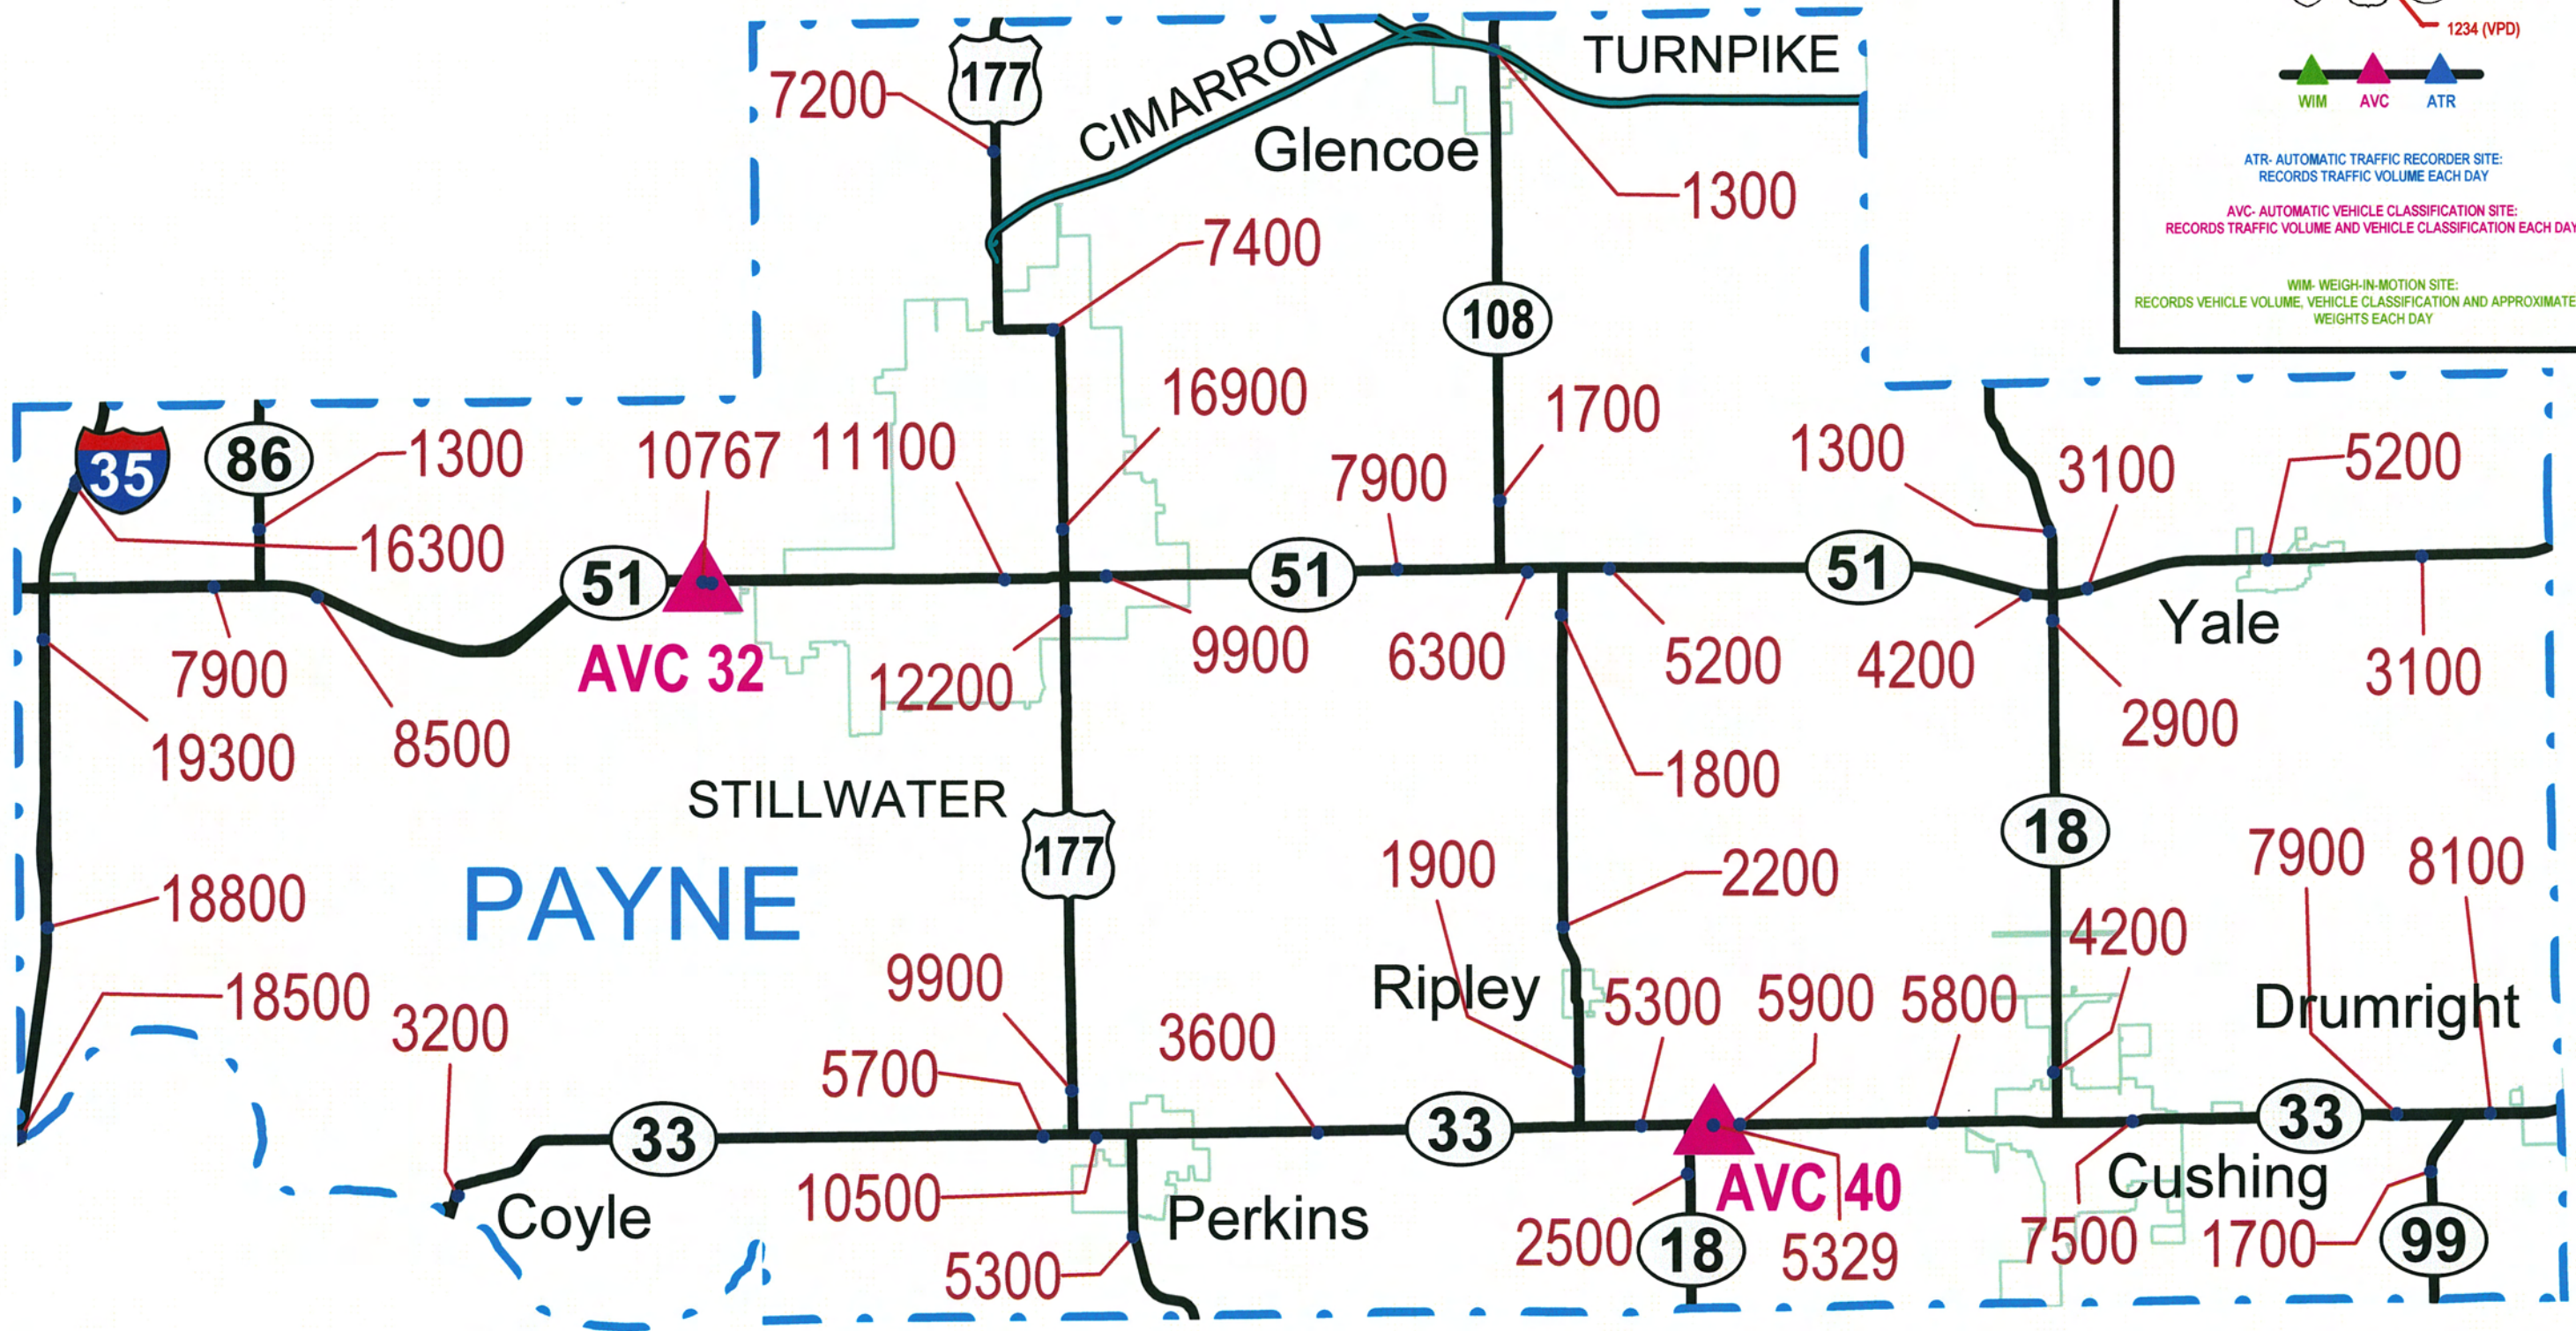 1234 (VPD)
WIM AVC ATR
ATR- AUTOMATIC TRAFFIC RECORDER SITE:
RECORDS TRAFFIC VOLUME EACH DAY
AVC- AUTOMATIC VEHICLE CLASSIFICATION SITE:
RECORDS TRAFFIC VOLUME AND VEHICLE CLASSIFICATION EACH DAY
WIM- WEIGH-IN-MOTION SITE:
RECORDS VEHICLE VOLUME, VEHICLE CLASSIFICATION AND APPROXIMATE
WEIGHTS EACH DAY
177
CIMARRON
TURNPIKE
7200
Glencoe
1300
7400
108
16900
1700
35
86
1300
10767
11100
7900
1300
3100
5200
16300
51
51
51
AVC 32
7900
12200
9900
6300
5200
4200
Yale
3100
19300
8500
2900
STILLWATER
1800
177
18
PAYNE
18800
1900
2200
7900
8100
4200
9900
Ripley
5300
5900
5800
Drumright
18500
3200
5700
3600
33
33
33
10500
Coyle
Perkins
AVC 40
Cushing
5300
2500
18
5329
7500
1700
99